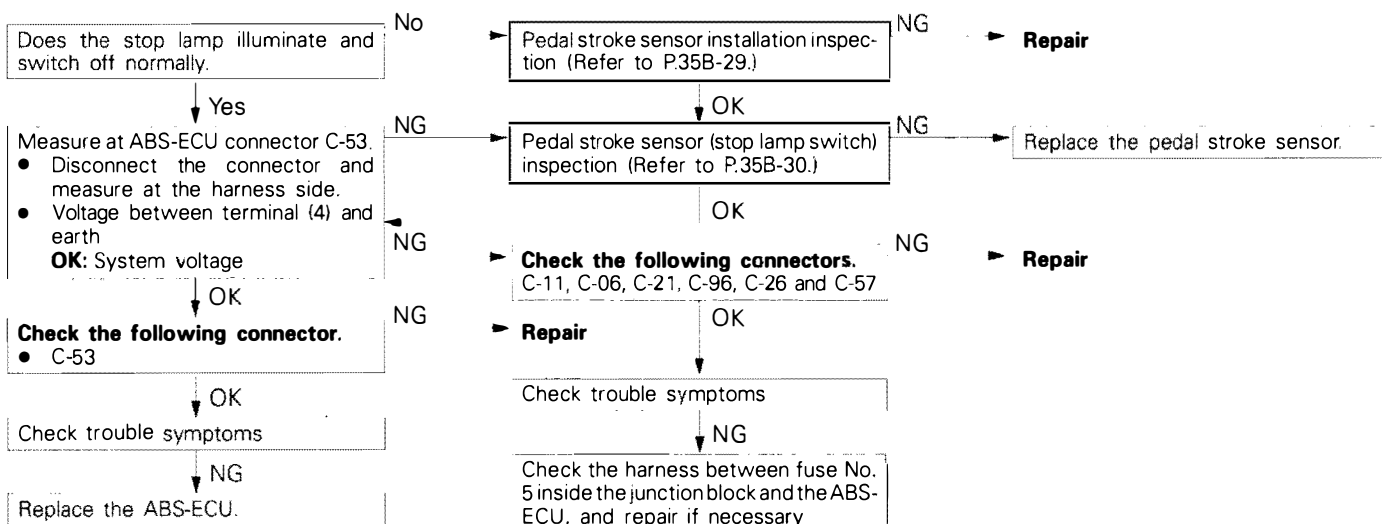 Does the stop lamp illuminate and
switch off normally.
No
Pedal stroke sensor installation inspec-
tion (Refer to P.35B-29.)
NG
Repair
Yes
OK
Measure at ABS-ECU connector C-53.
● Disconnect the connector and
measure at the harness side.
● Voltage between terminal (4) and
earth
OK: System voltage
NG
Pedal stroke sensor (stop lamp switch)
inspection (Refer to P.35B-30.)
NG
Replace the pedal stroke sensor.
OK
NG
Check the following connectors.
C-11, C-06, C-21, C-96, C-26 and C-57
NG
Repair
OK
OK
Check the following connector.
● C-53
NG
Repair
OK
Check trouble symptoms
Check trouble symptoms
NG
NG
Replace the ABS-ECU.
Check the harness between fuse No.
5 inside the junction block and the ABS-
ECU, and repair if necessary